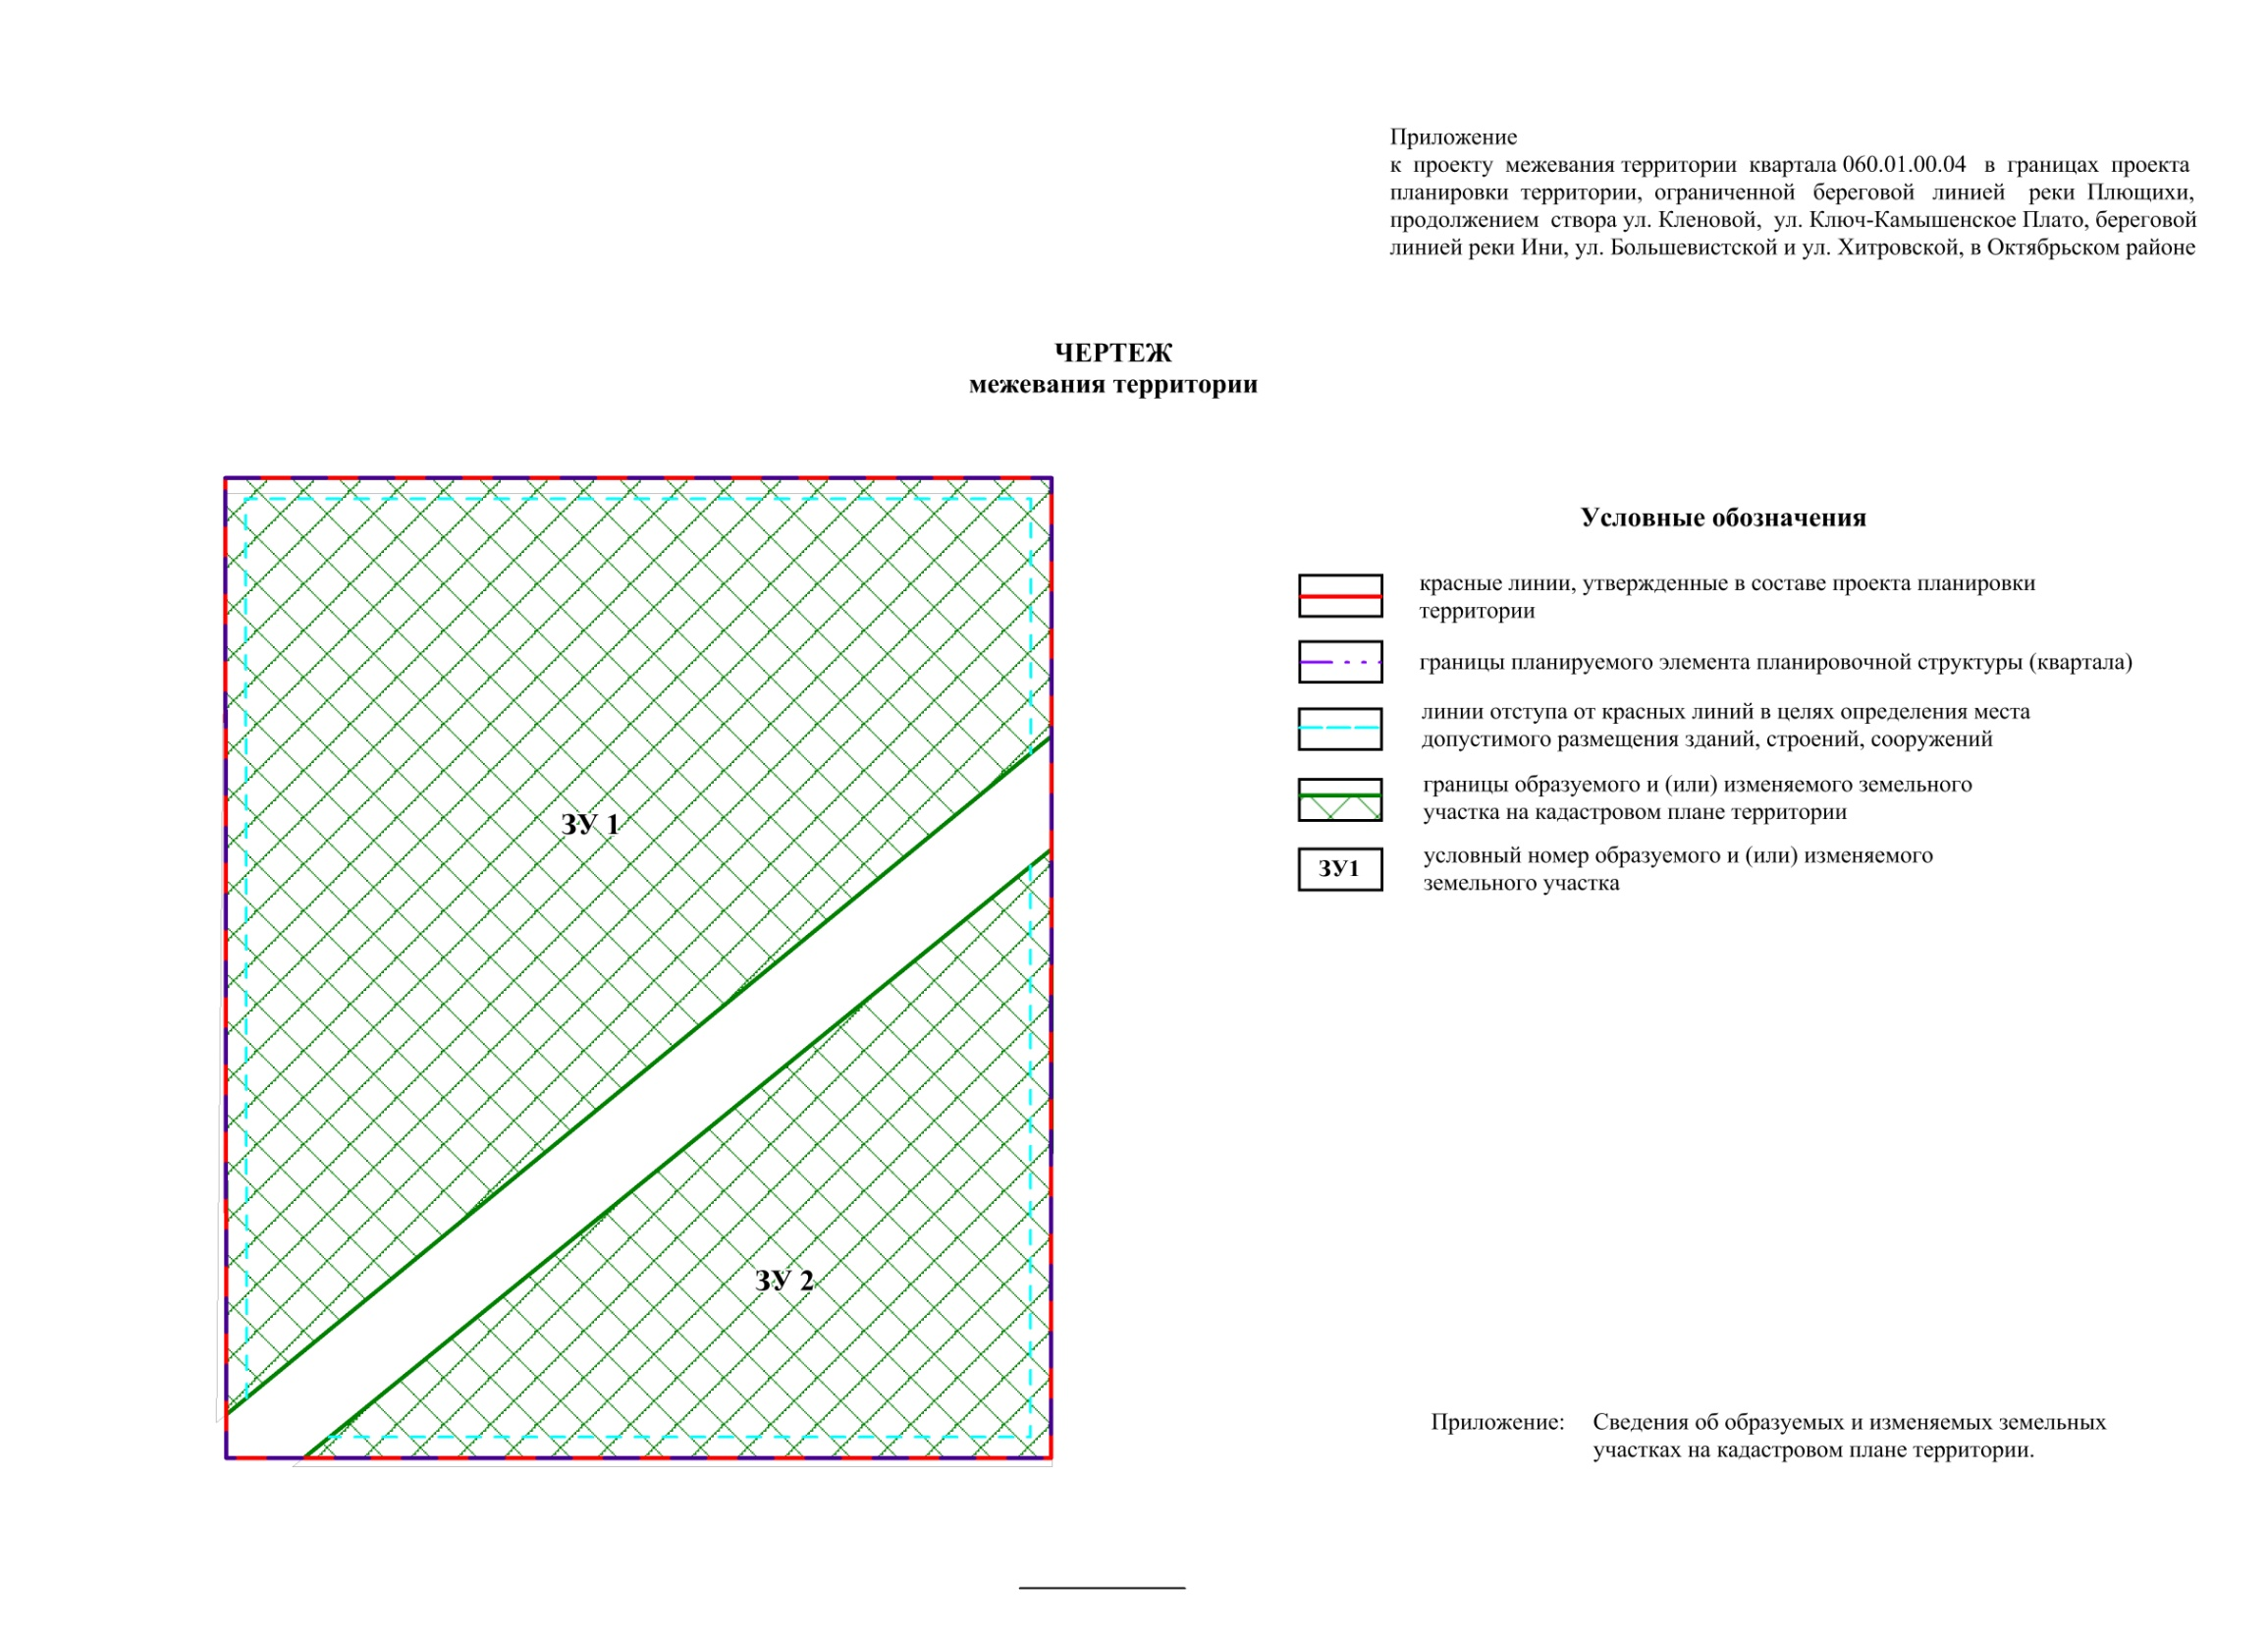 Приложение
к проекту межевания территории квартала 060.01.00.04 в границах проекта
планировки территории, ограниченной береговой линией реки Плющихи,
продолжением створа ул. Кленовой, ул. Ключ-Камышенское Плато, береговой
линией реки Ини, ул. Большевистской и ул. Хитровской, в Октябрьском районе
ЧЕРТЕЖ
межевания территории
Условные обозначения
красные линии, утвержденные в составе проекта планировки
территории
границы планируемого элемента планировочной структуры (квартала)
линии отступа от красных линий в целях определения места
допустимого размещения зданий, строений, сооружений
границы образуемого и (или) изменяемого земельного
участка на кадастровом плане территории
ЗУ1
условный номер образуемого и (или) изменяемого
земельного участка
ЗУ 1
ЗУ 2
Приложение: Сведения об образуемых и изменяемых земельных
участках на кадастровом плане территории.